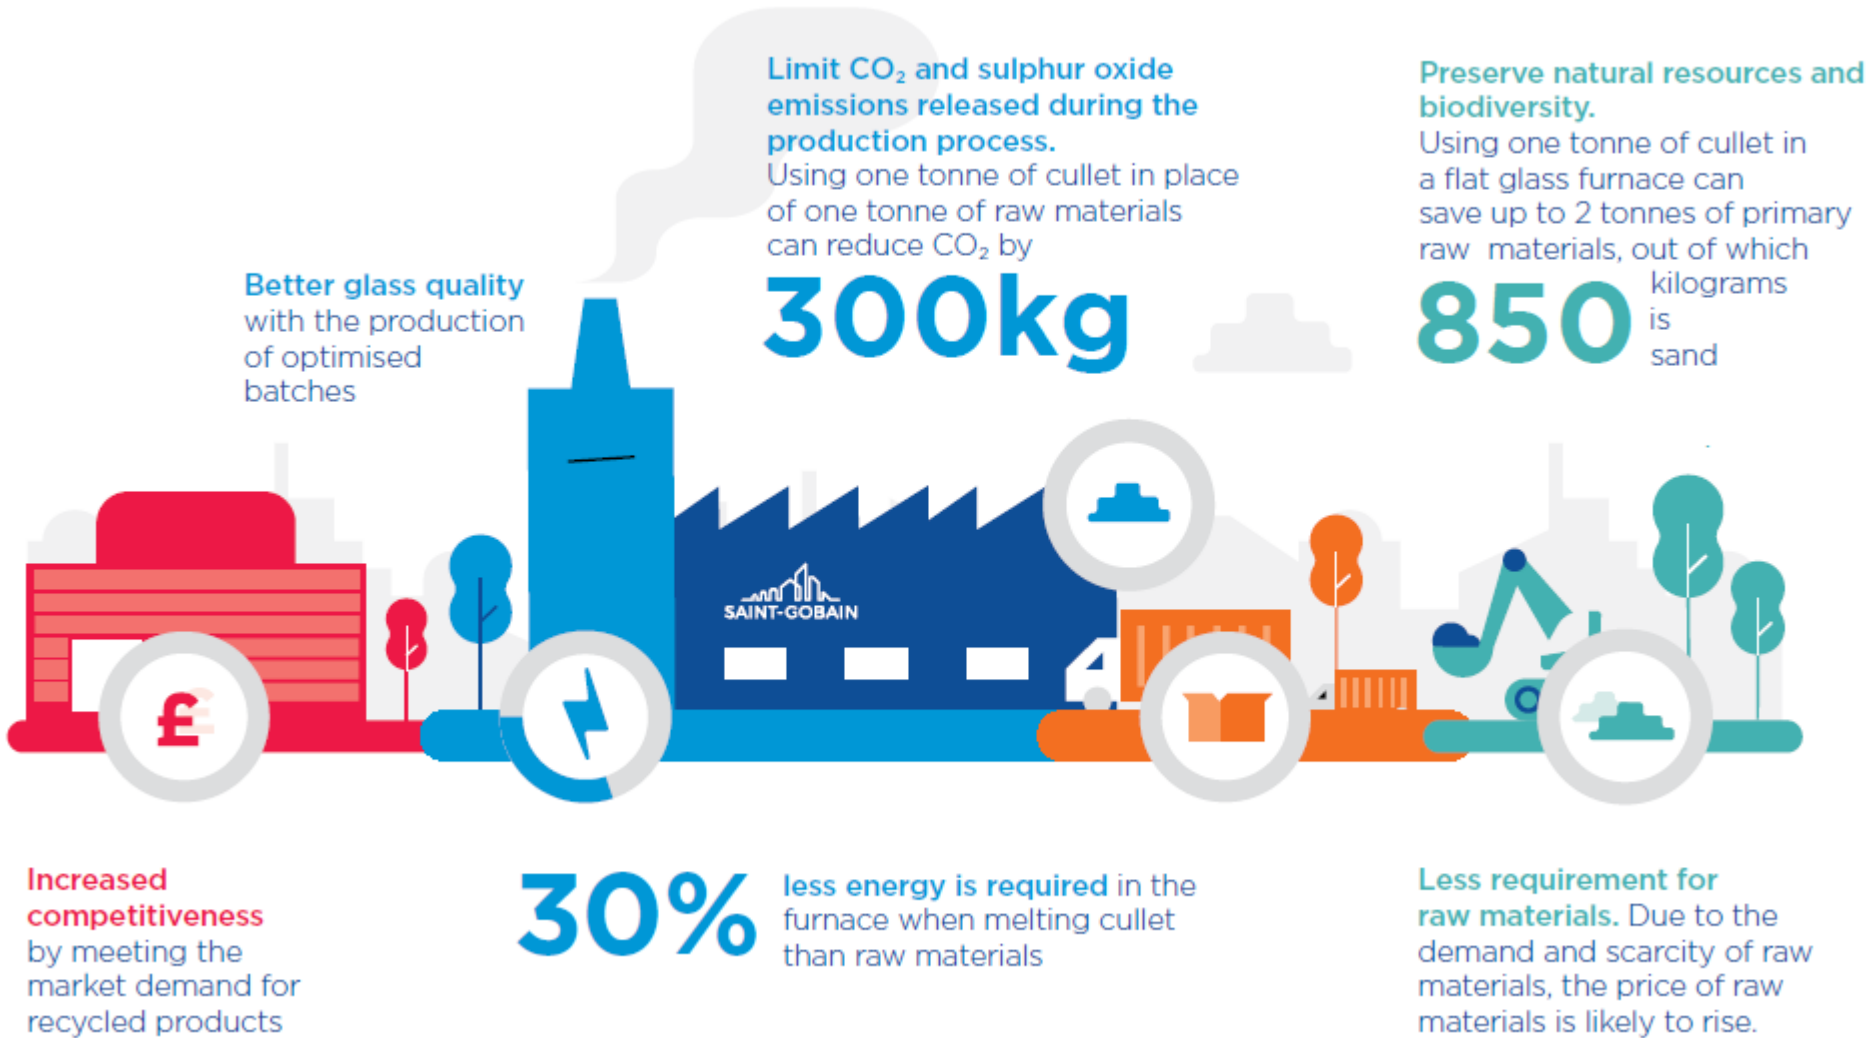 Limit CO₂ and sulphur oxide
emissions released during the
production process.
Using one tonne of cullet in place
of one tonne of raw materials
can reduce CO₂ by
300kg
Preserve natural resources and
biodiversity.
Using one tonne of cullet in
a flat glass furnace can
save up to 2 tonnes of primary
raw materials, out of which
850 kilograms
is
sand
Better glass quality
with the production
of optimised
batches
SAINT-GOBAIN
£
£
Increased
competitiveness
by meeting the
market demand for
recycled products
30%
less energy is required in the
furnace when melting cullet
than raw materials
Less requirement for
raw materials. Due to the
demand and scarcity of raw
materials, the price of raw
materials is likely to rise.